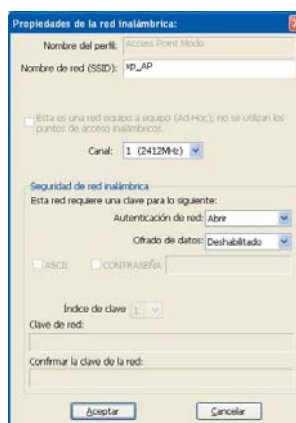 Propiedades de la red inalámbrica:
Nombre del perfil: Access Point Mode
Nombre de red (SSID): xp_AP
Esta es una red equipo a equipo (Ad-Hoc); no se utilizan los
puntos de acceso inalámbricos.
Canal: 1 (2412MHz)
Seguridad de red inalámbrica
Esta red requiere una clave para lo siguiente:
Autenticación de red: Abrir
Cifrado de datos: Deshabilitado
ASCII CONTRASEÑA
Índice de clave 1
Clave de red:
Confirmar la clave de la red:
Aceptar Cancelar